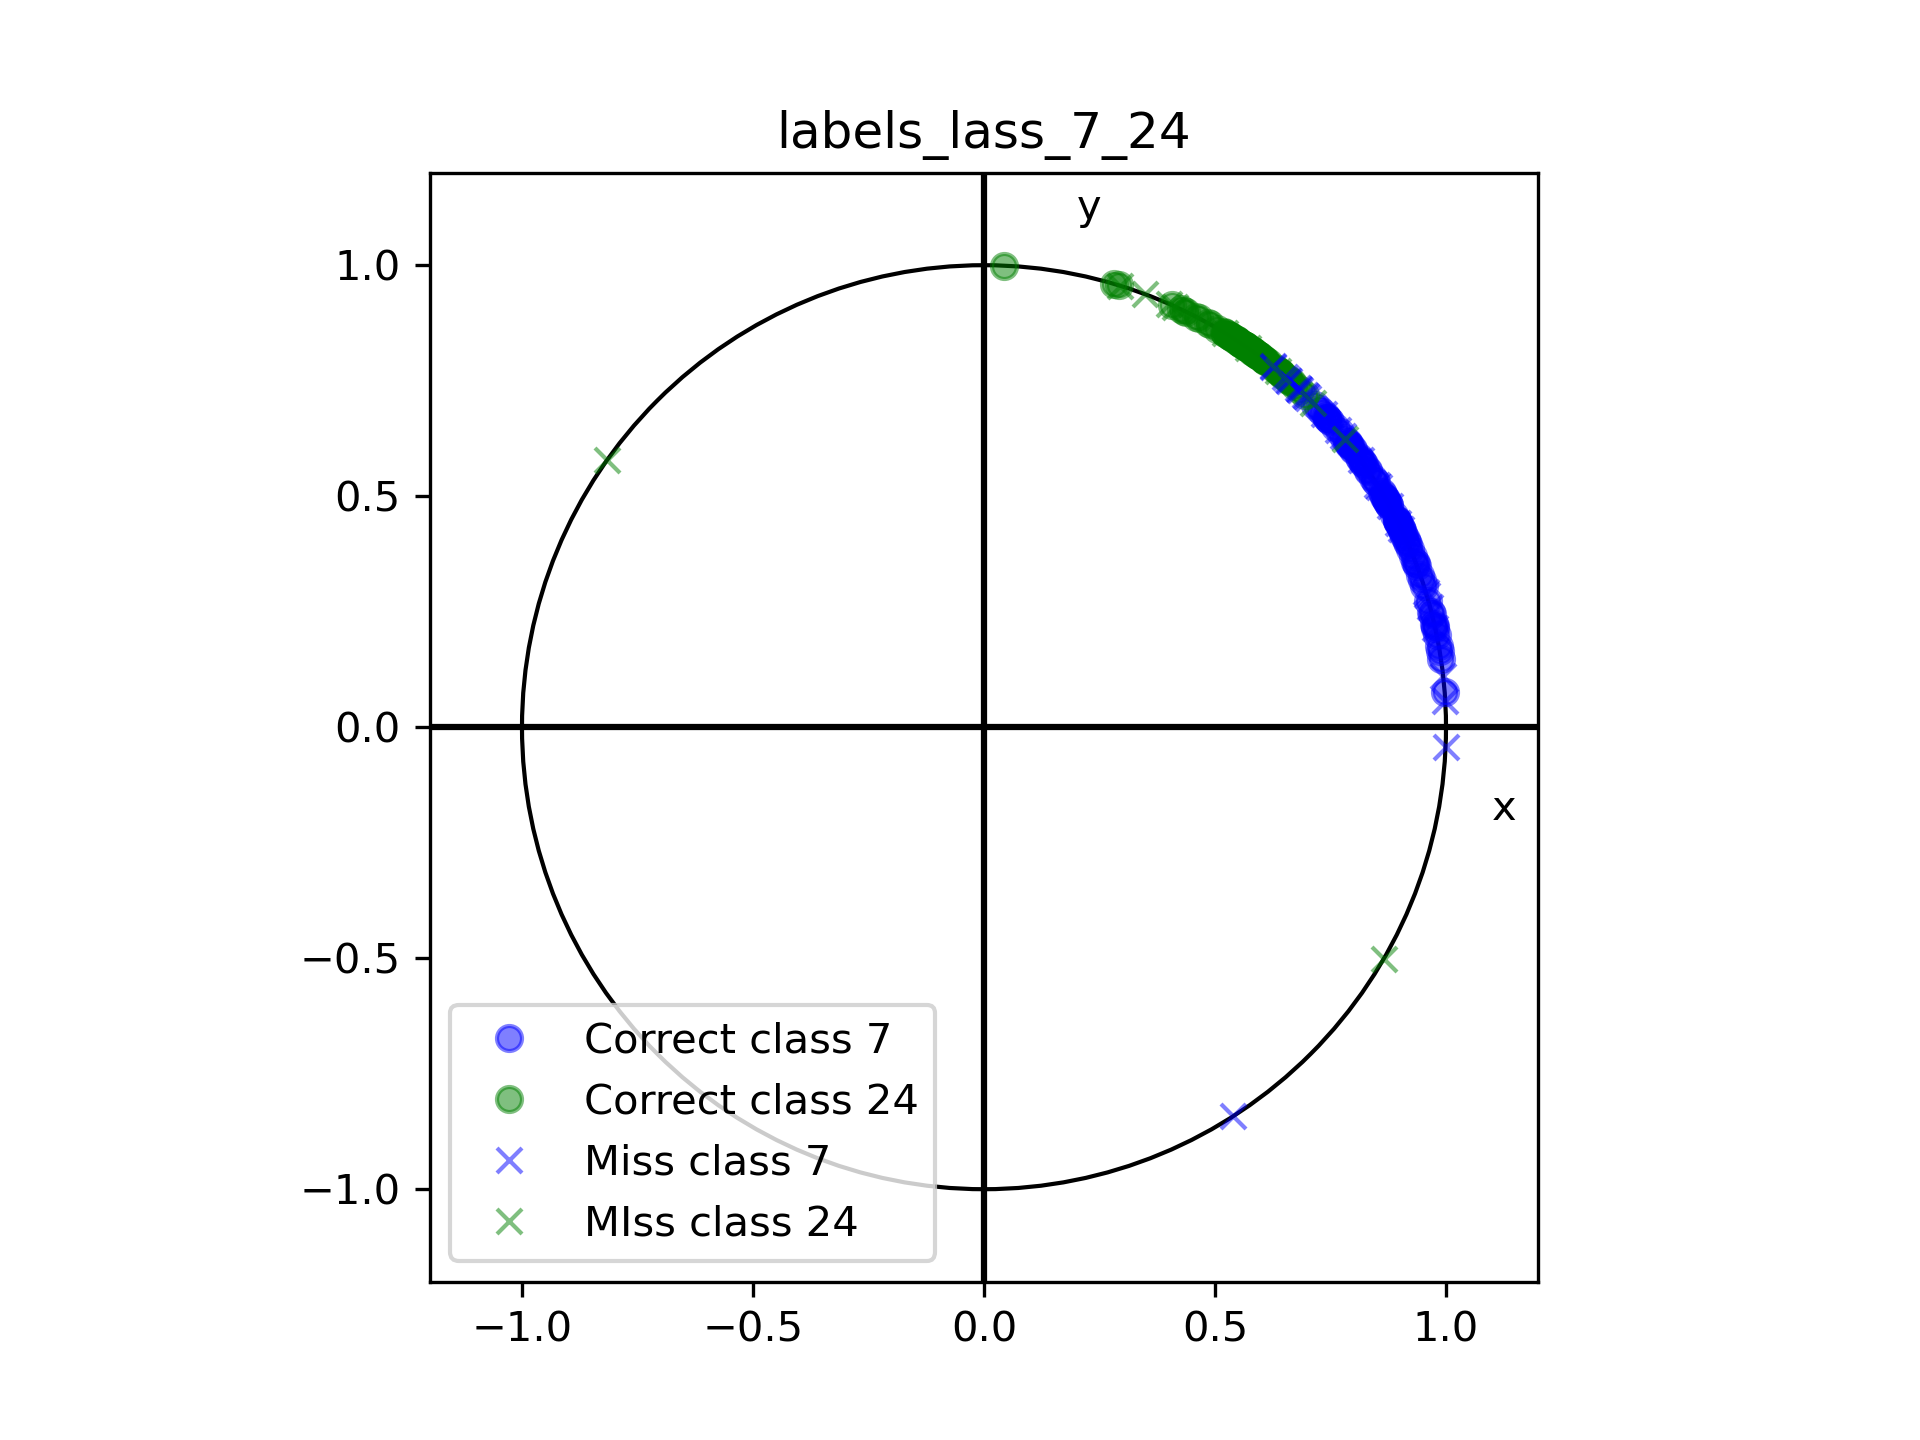 labels_lass_7_24
y
1.0
0.5
0.0
−0.5
−1.0
x
Correct class 7
Correct class 24
Miss class 7
MIss class 24
−1.0 −0.5 0.0 0.5 1.0